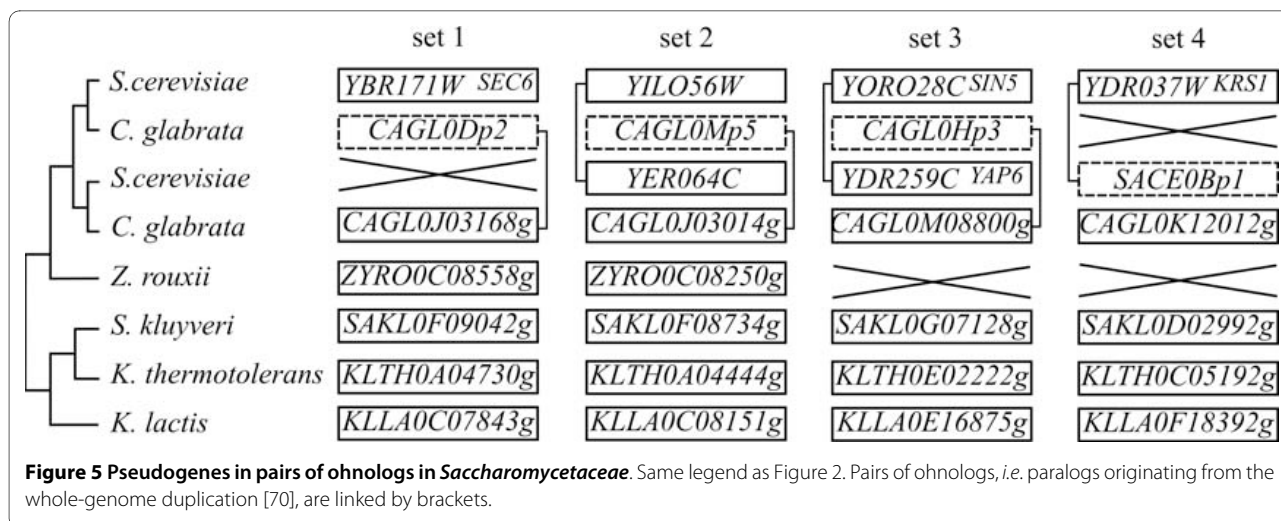 set 1 set 2 set 3 set 4
S.cerevisiae YBR171W SEC6 YILO56W YORO28C SIN5 YDR037W KRS1
C. glabrata CAGL0Dp2 CAGL0Mp5 CAGL0Hp3
S.cerevisiae YER064C YDR259C YAP6 SACE0Bp1
C. glabrata CAGL0J03168g CAGL0J03014g CAGL0M08800g CAGL0K12012g
Z. rouxii ZYRO0C08558g ZYRO0C08250g
S. kluyveri SAKL0F09042g SAKL0F08734g SAKL0G07128g SAKL0D02992g
K. thermotolerans KLTH0A04730g KLTH0A04444g KLTH0E02222g KLTH0C05192g
K. lactis KLLA0C07843g KLLA0C08151g KLLA0E16875g KLLA0F18392g
Figure 5 Pseudogenes in pairs of ohnologs in Saccharomycetaceae. Same legend as Figure 2. Pairs of ohnologs, i.e. paralogs originating from the
whole-genome duplication [70], are linked by brackets.